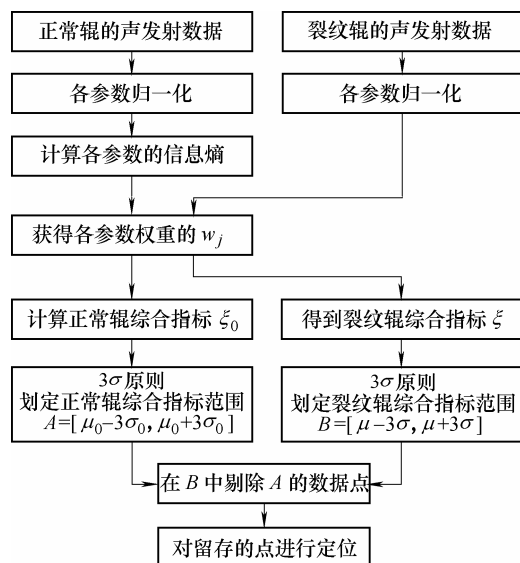 正常辊的声发射数据
裂纹辊的声发射数据
各参数归一化
各参数归一化
计算各参数的信息熵
获得各参数权重的 w_j
计算正常辊综合指标 ξ₀
得到裂纹辊综合指标 ξ
3σ 原则
划定正常辊综合指标范围
A=[μ₀−3σ₀, μ₀+3σ₀]
3σ 原则
划定裂纹辊综合指标范围
B=[μ−3σ, μ+3σ]
在 B 中剔除 A 的数据点
对留存的点进行定位